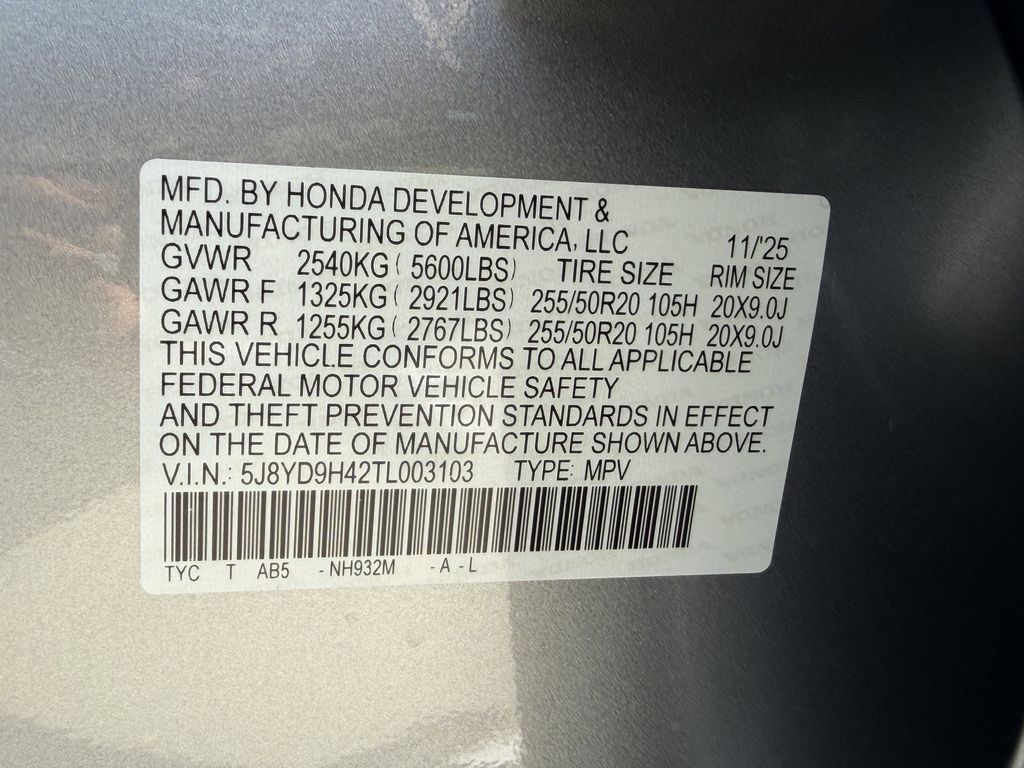 MFD. BY HONDA DEVELOPMENT &
MANUFACTURING OF AMERICA, LLC 11/'25
GVWR 2540KG ( 5600LBS) TIRE SIZE RIM SIZE
GAWR F 1325KG ( 2921LBS) 255/50R20 105H 20X9.0J
GAWR R 1255KG ( 2767LBS) 255/50R20 105H 20X9.0J
THIS VEHICLE CONFORMS TO ALL APPLICABLE
FEDERAL MOTOR VEHICLE SAFETY
AND THEFT PREVENTION STANDARDS IN EFFECT
ON THE DATE OF MANUFACTURE SHOWN ABOVE.
V.I.N.: 5J8YD9H42TL003103 TYPE: MPV
TYC T AB5 -NH932M -A -L